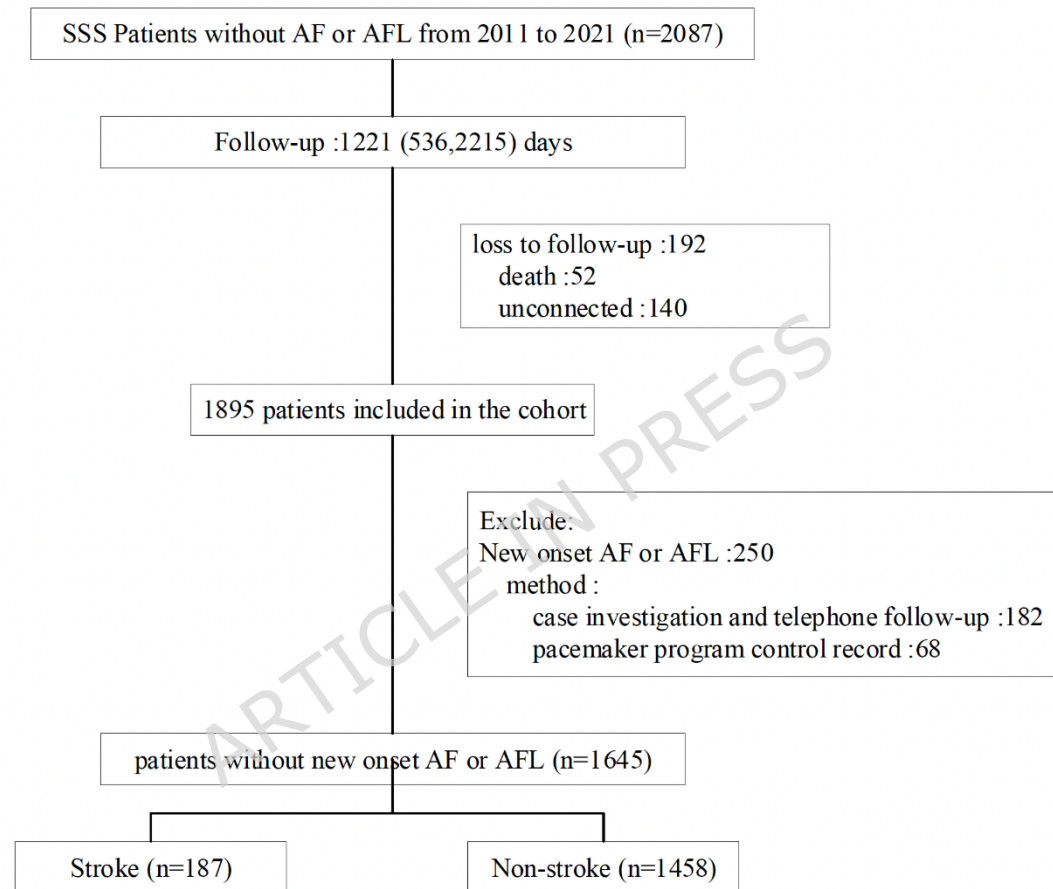 SSS Patients without AF or AFL from 2011 to 2021 (n=2087)
Follow-up :1221 (536,2215) days
loss to follow-up :192
death :52
unconnected :140
1895 patients included in the cohort
Exclude:
New onset AF or AFL :250
method :
case investigation and telephone follow-up :182
pacemaker program control record :68
patients without new onset AF or AFL (n=1645)
Stroke (n=187)
Non-stroke (n=1458)
ARTICLE IN PRESS